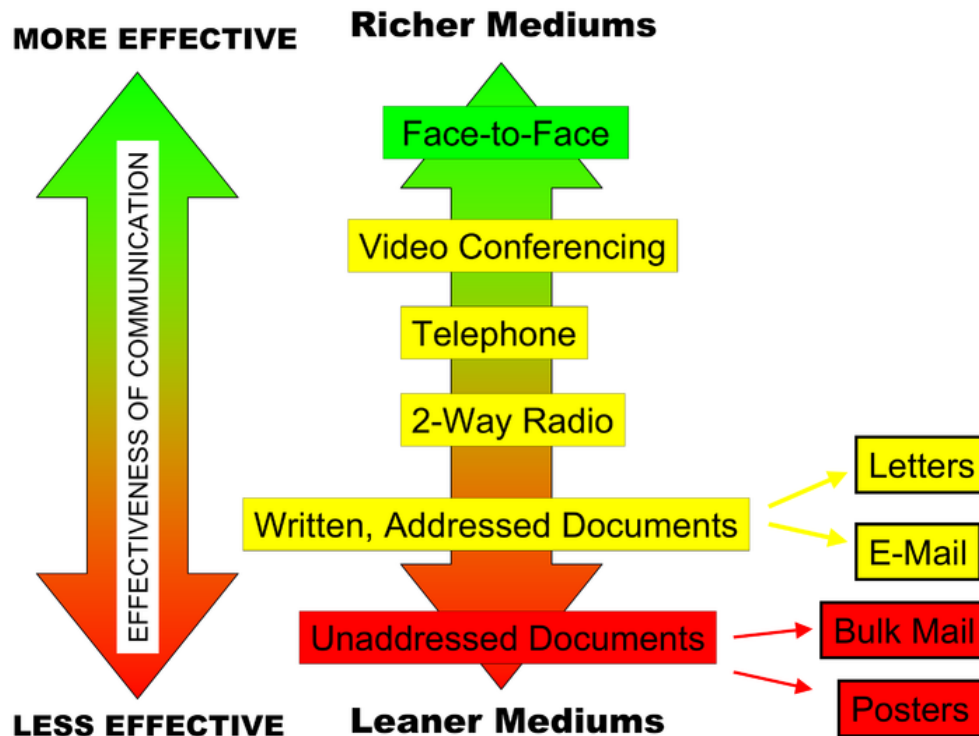 MORE EFFECTIVE
Richer Mediums
EFFECTIVENESS OF COMMUNICATION
Face-to-Face
Video Conferencing
Telephone
2-Way Radio
Written, Addressed Documents
Letters
E-Mail
Unaddressed Documents
Bulk Mail
Posters
LESS EFFECTIVE
Leaner Mediums